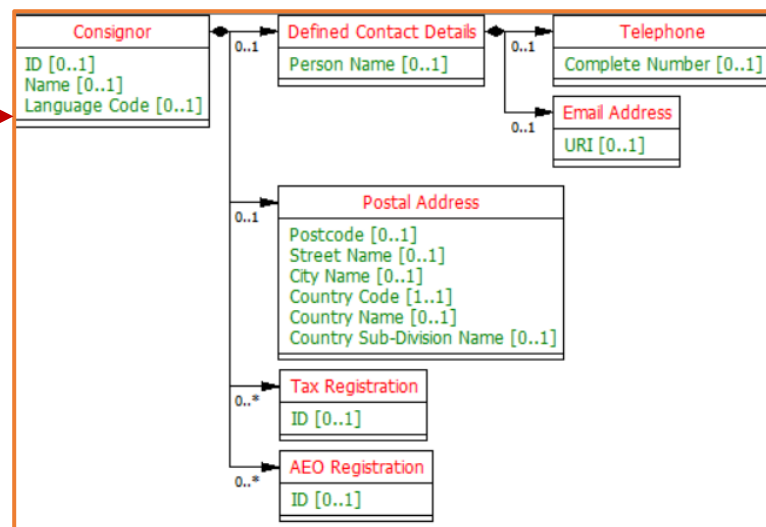 Consignor
ID [0..1]
Name [0..1]
Language Code [0..1]
0..1
Defined Contact Details
Person Name [0..1]
0..1
Telephone
Complete Number [0..1]
0..1
Email Address
URI [0..1]
0..1
Postal Address
Postcode [0..1]
Street Name [0..1]
City Name [0..1]
Country Code [1..1]
Country Name [0..1]
Country Sub-Division Name [0..1]
0..*
Tax Registration
ID [0..1]
0..*
AEO Registration
ID [0..1]